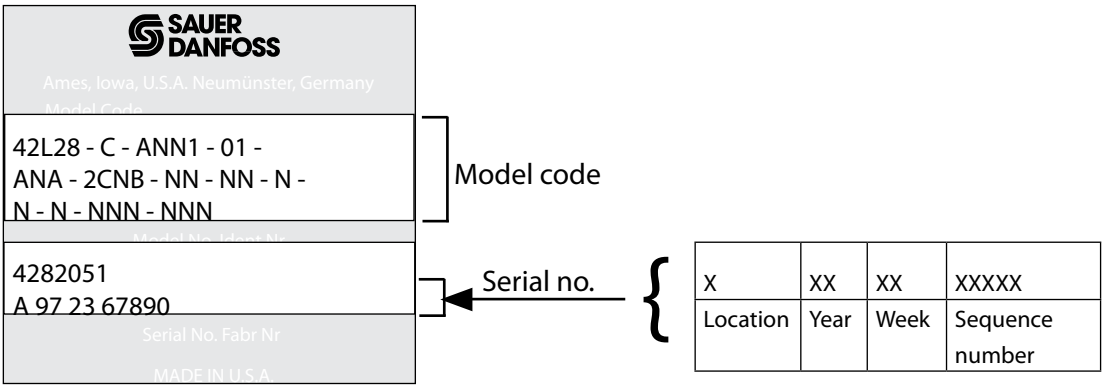 SAUER
DANFOSS
Ames, Iowa, U.S.A. Neumünster, Germany
Model Code
42L28 - C - ANN1 - 01 -
ANA - 2CNB - NN - NN - N -
N - N - NNN - NNN
Model code
Model No. Ident Nr
4282051
A 97 23 67890
Serial no.
{
X XX XX XXXXX
Location Year Week Sequence
number
Serial No. Fabr Nr
MADE IN U.S.A.